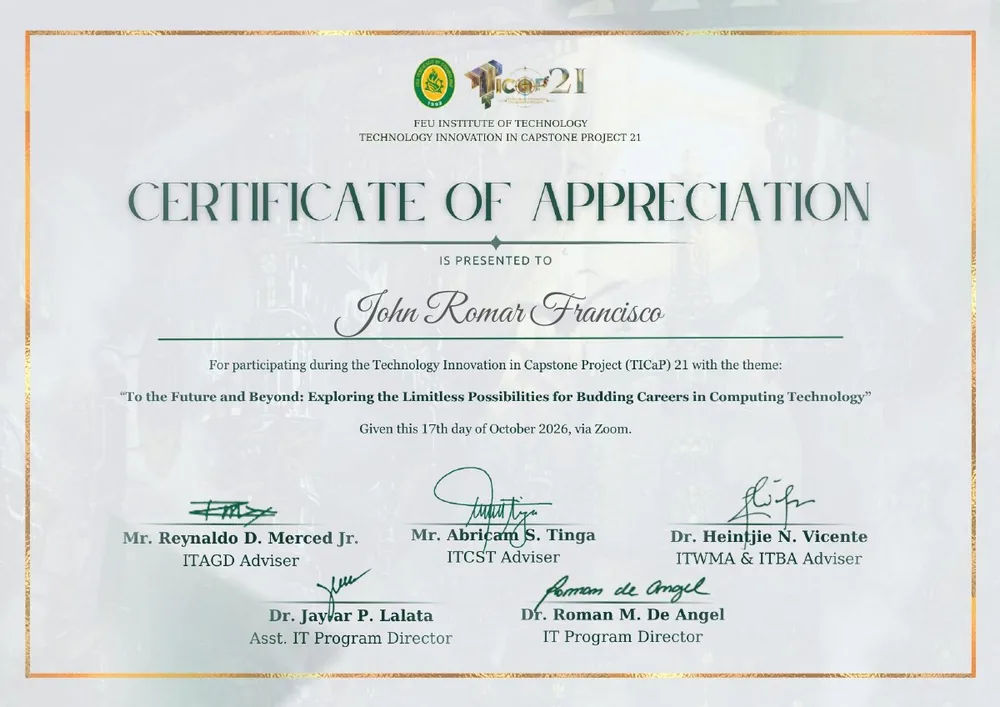 1992
TICaP 21
FEU INSTITUTE OF TECHNOLOGY
TECHNOLOGY INNOVATION IN CAPSTONE PROJECT 21
CERTIFICATE OF APPRECIATION
IS PRESENTED TO
John Romar Francisco
For participating during the Technology Innovation in Capstone Project (TICaP) 21 with the theme:
“To the Future and Beyond: Exploring the Limitless Possibilities for Budding Careers in Computing Technology”
Given this 17th day of October 2026, via Zoom.
Mr. Reynaldo D. Merced Jr.
ITAGD Adviser
Mr. Abricam S. Tinga
ITCST Adviser
Dr. Heintjie N. Vicente
ITWMA & ITBA Adviser
Roman de Angel
Dr. Jayvar P. Lalata
Asst. IT Program Director
Dr. Roman M. De Angel
IT Program Director